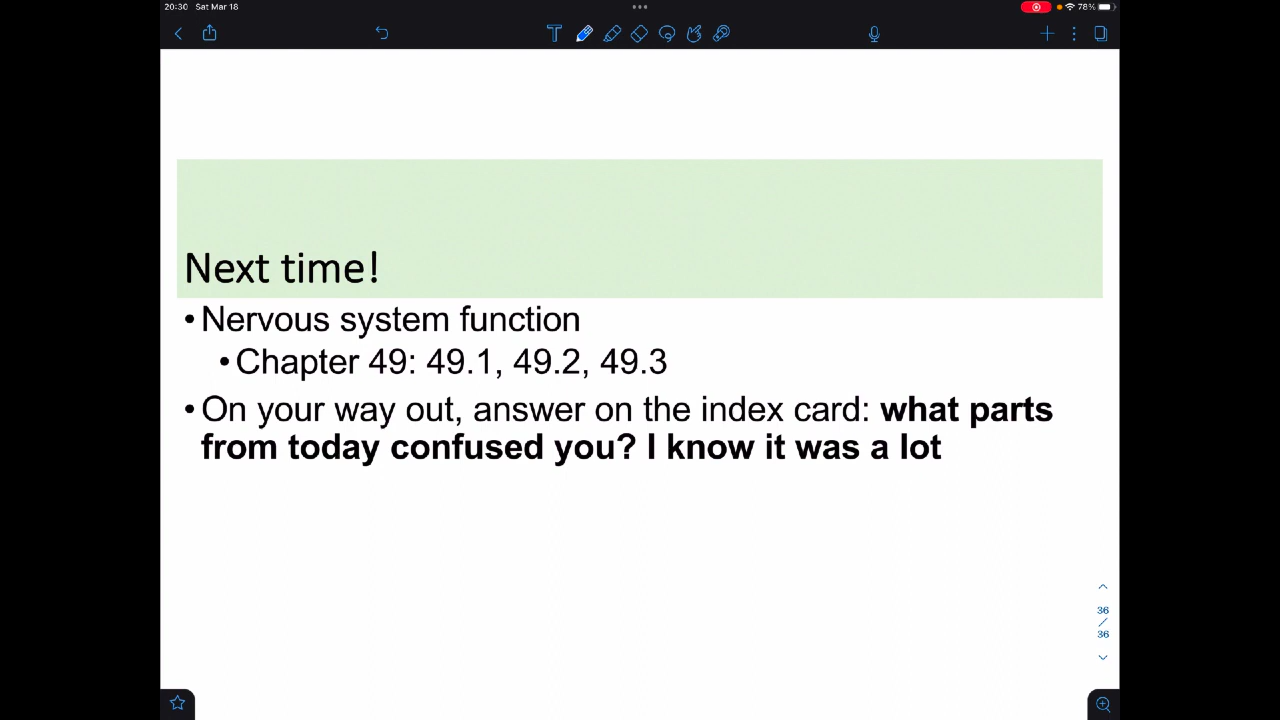 20:30 Sat Mar 18
78%
Next time!
• Nervous system function
• Chapter 49: 49.1, 49.2, 49.3
• On your way out, answer on the index card: what parts
from today confused you? I know it was a lot
36
/
36